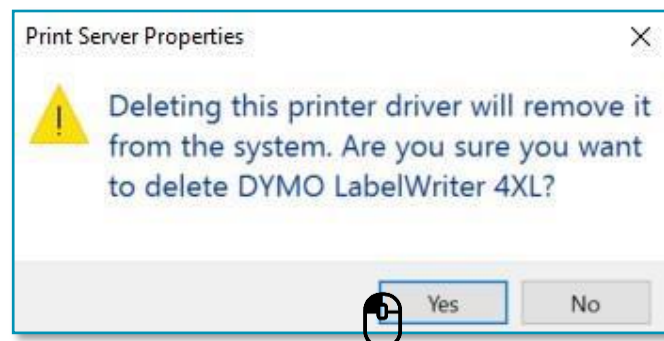 Print Server Properties
Deleting this printer driver will remove it
from the system. Are you sure you want
to delete DYMO LabelWriter 4XL?
Yes No